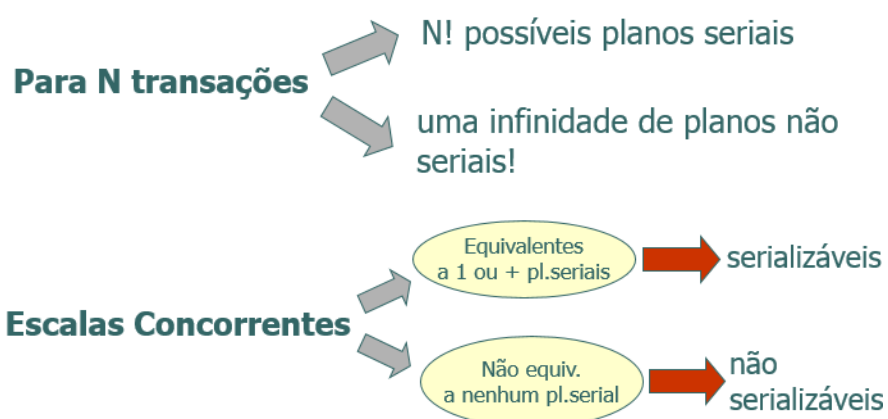 N! possíveis planos seriais
Para N transações
uma infinidade de planos não
seriais!
Equivalentes
a 1 ou + pl.seriais
serializáveis
Escalas Concorrentes
Não equiv.
a nenhum pl.serial
não
serializáveis